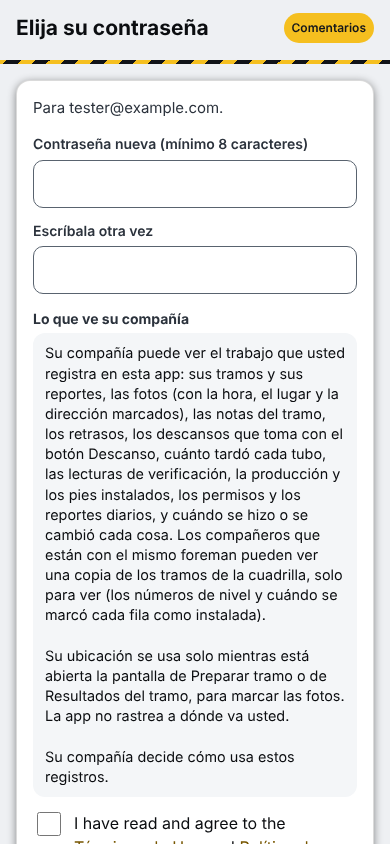 Elija su contraseña
Comentarios
Para tester@example.com.
Contraseña nueva (mínimo 8 caracteres)
Escríbala otra vez
Lo que ve su compañía
Su compañía puede ver el trabajo que usted
registra en esta app: sus tramos y sus
reportes, las fotos (con la hora, el lugar y la
dirección marcados), las notas del tramo,
los retrasos, los descansos que toma con el
botón Descanso, cuánto tardó cada tubo,
las lecturas de verificación, la producción y
los pies instalados, los permisos y los
reportes diarios, y cuándo se hizo o se
cambió cada cosa. Los compañeros que
están con el mismo foreman pueden ver
una copia de los tramos de la cuadrilla, solo
para ver (los números de nivel y cuándo se
marcó cada fila como instalada).
Su ubicación se usa solo mientras está
abierta la pantalla de Preparar tramo o de
Resultados del tramo, para marcar las fotos.
La app no rastrea a dónde va usted.
Su compañía decide cómo usa estos
registros.
I have read and agree to the